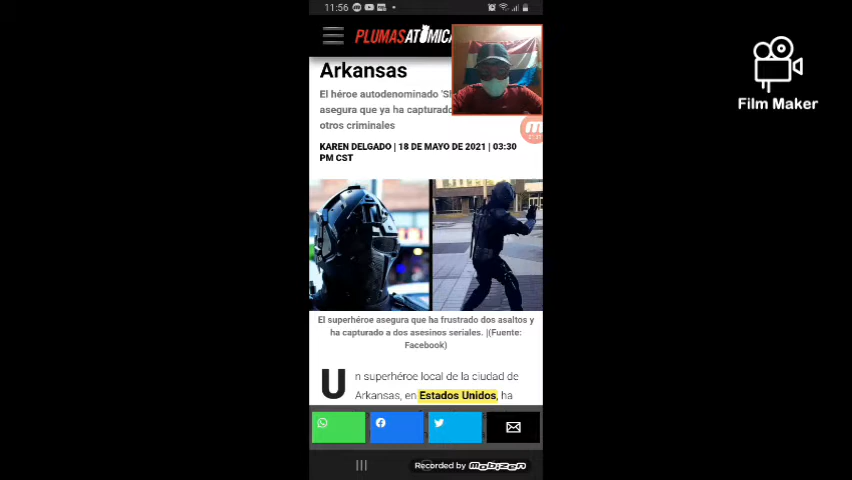 11:56
PLUMASATOMICA
Film Maker
Arkansas
El héroe autodenominado
asegura que ya ha capturado
otros criminales
KAREN DELGADO | 18 DE MAYO DE 2021 | 03:30
PM CST
El superhéroe asegura que ha frustrado dos asaltos y
ha capturado a dos asesinos seriales. |(Fuente:
Facebook)
Un superhéroe local de la ciudad de
Arkansas, en Estados Unidos, ha
Recorded by mobizen